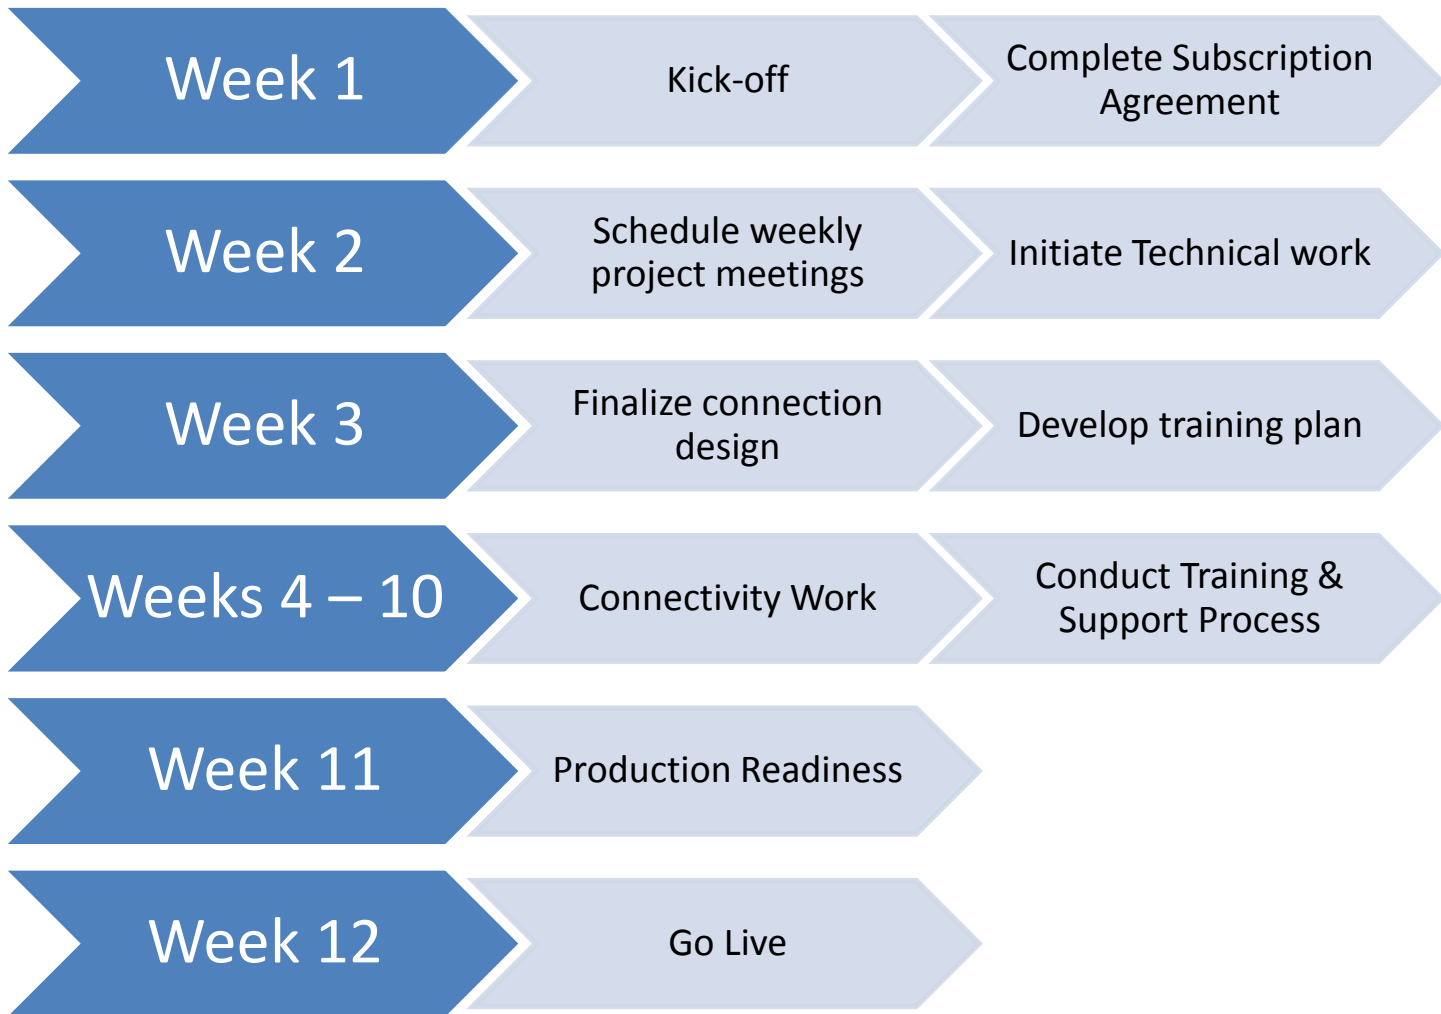 Week 1
Kick-off
Complete Subscription
Agreement
Week 2
Schedule weekly
project meetings
Initiate Technical work
Week 3
Finalize connection
design
Develop training plan
Weeks 4 – 10
Connectivity Work
Conduct Training &
Support Process
Week 11
Production Readiness
Week 12
Go Live